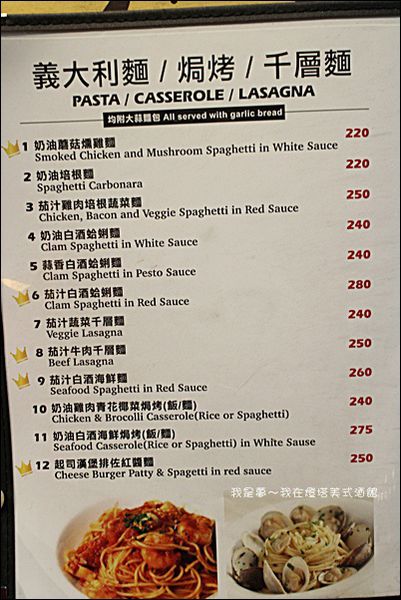 義大利麵 / 焗烤 / 千層麵
PASTA / CASSEROLE / LASAGNA
均附大蒜麵包 All served with garlic bread
1 奶油蘑菇燻雞麵 220
Smoked Chicken and Mushroom Spaghetti in White Sauce
2 奶油培根麵 220
Spaghetti Carbonara
3 茄汁雞肉培根蔬菜麵 250
Chicken, Bacon and Veggie Spaghetti in Red Sauce
4 奶油白酒蛤蜊麵 240
Clam Spaghetti in White Sauce
5 蒜香白酒蛤蜊麵 240
Clam Spaghetti in Pesto Sauce
6 茄汁白酒蛤蜊麵 280
Clam Spaghetti in Red Sauce
7 茄汁蔬菜千層麵 240
Veggie Lasagna
8 茄汁牛肉千層麵 250
Beef Lasagna
9 茄汁白酒海鮮麵 260
Seafood Spaghetti in Red Sauce
10 奶油雞肉青花椰菜焗烤(飯/麵) 240
Chicken & Brocolli Casserole(Rice or Spaghetti)
11 奶油白酒海鮮焗烤(飯/麵) 275
Seafood Casserole(Rice or Spaghetti) in White Sause
12 起司漢堡排佐紅醬麵 250
Cheese Burger Patty & Spagetti in red sauce
我是夢～我在燈塔美式酒館